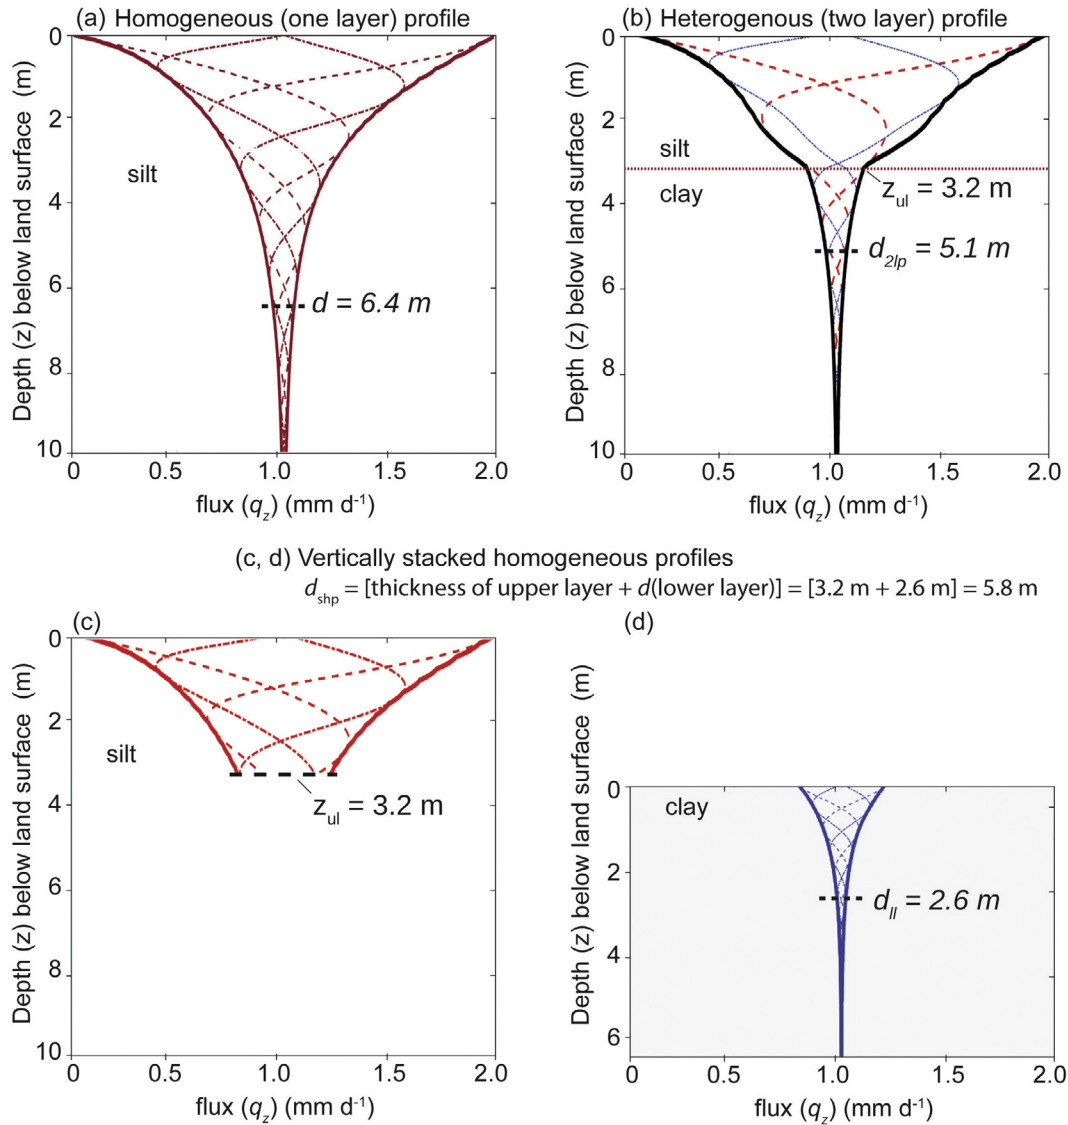 (a) Homogeneous (one layer) profile
0
2
4
6
8
10
Depth (z) below land surface (m)
silt
d = 6.4 m
0
0.5
1.0
1.5
2.0
flux (q_z) (mm d⁻¹)
(b) Heterogenous (two layer) profile
0
2
4
6
8
10
Depth (z) below land surface (m)
silt
clay
z_ul = 3.2 m
d_2lp = 5.1 m
0
0.5
1.0
1.5
2.0
flux (q_z) (mm d⁻¹)
(c, d) Vertically stacked homogeneous profiles
d_shp = [thickness of upper layer + d(lower layer)] = [3.2 m + 2.6 m] = 5.8 m
(c)
0
2
4
6
8
10
Depth (z) below land surface (m)
silt
z_ul = 3.2 m
0
0.5
1.0
1.5
2.0
flux (q_z) (mm d⁻¹)
(d)
0
2
4
6
Depth (z) below land surface (m)
clay
d_ll = 2.6 m
0
0.5
1.0
1.5
2.0
flux (q_z) (mm d⁻¹)